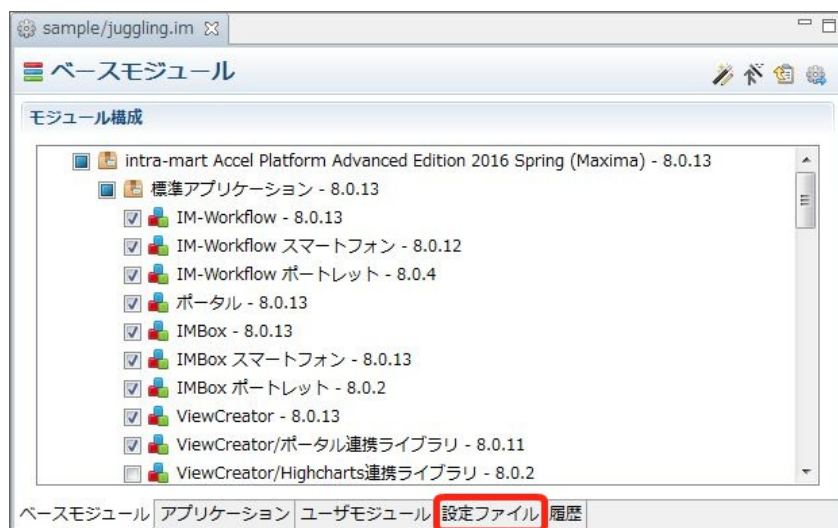 sample/juggling.im
ベースモジュール
モジュール構成
intra-mart Accel Platform Advanced Edition 2016 Spring (Maxima) - 8.0.13
標準アプリケーション - 8.0.13
IM-Workflow - 8.0.13
IM-Workflow スマートフォン - 8.0.12
IM-Workflow ポートレット - 8.0.4
ポータル - 8.0.13
IMBox - 8.0.13
IMBox スマートフォン - 8.0.13
IMBox ポートレット - 8.0.2
ViewCreator - 8.0.13
ViewCreator/ポータル連携ライブラリ - 8.0.11
ViewCreator/Highcharts連携ライブラリ - 8.0.2
ベースモジュール アプリケーション ユーザモジュール 設定ファイル 履歴